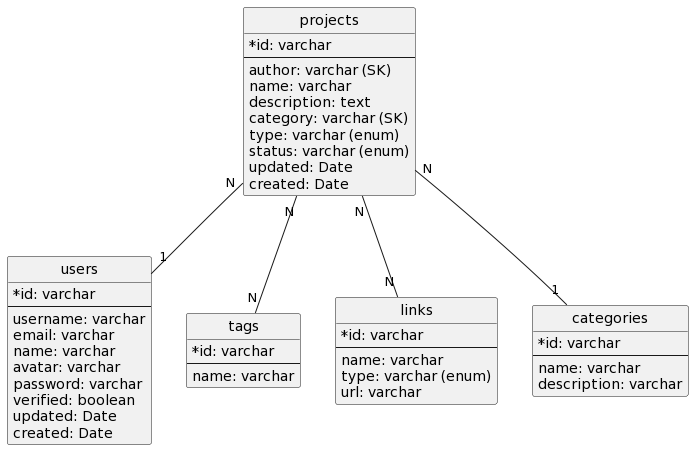 projects
*id: varchar
author: varchar (SK)
name: varchar
description: text
category: varchar (SK)
type: varchar (enum)
status: varchar (enum)
updated: Date
created: Date
N
N
N
N
1
N
N
1
users
*id: varchar
username: varchar
email: varchar
name: varchar
avatar: varchar
password: varchar
verified: boolean
updated: Date
created: Date
tags
*id: varchar
name: varchar
links
*id: varchar
name: varchar
type: varchar (enum)
url: varchar
categories
*id: varchar
name: varchar
description: varchar